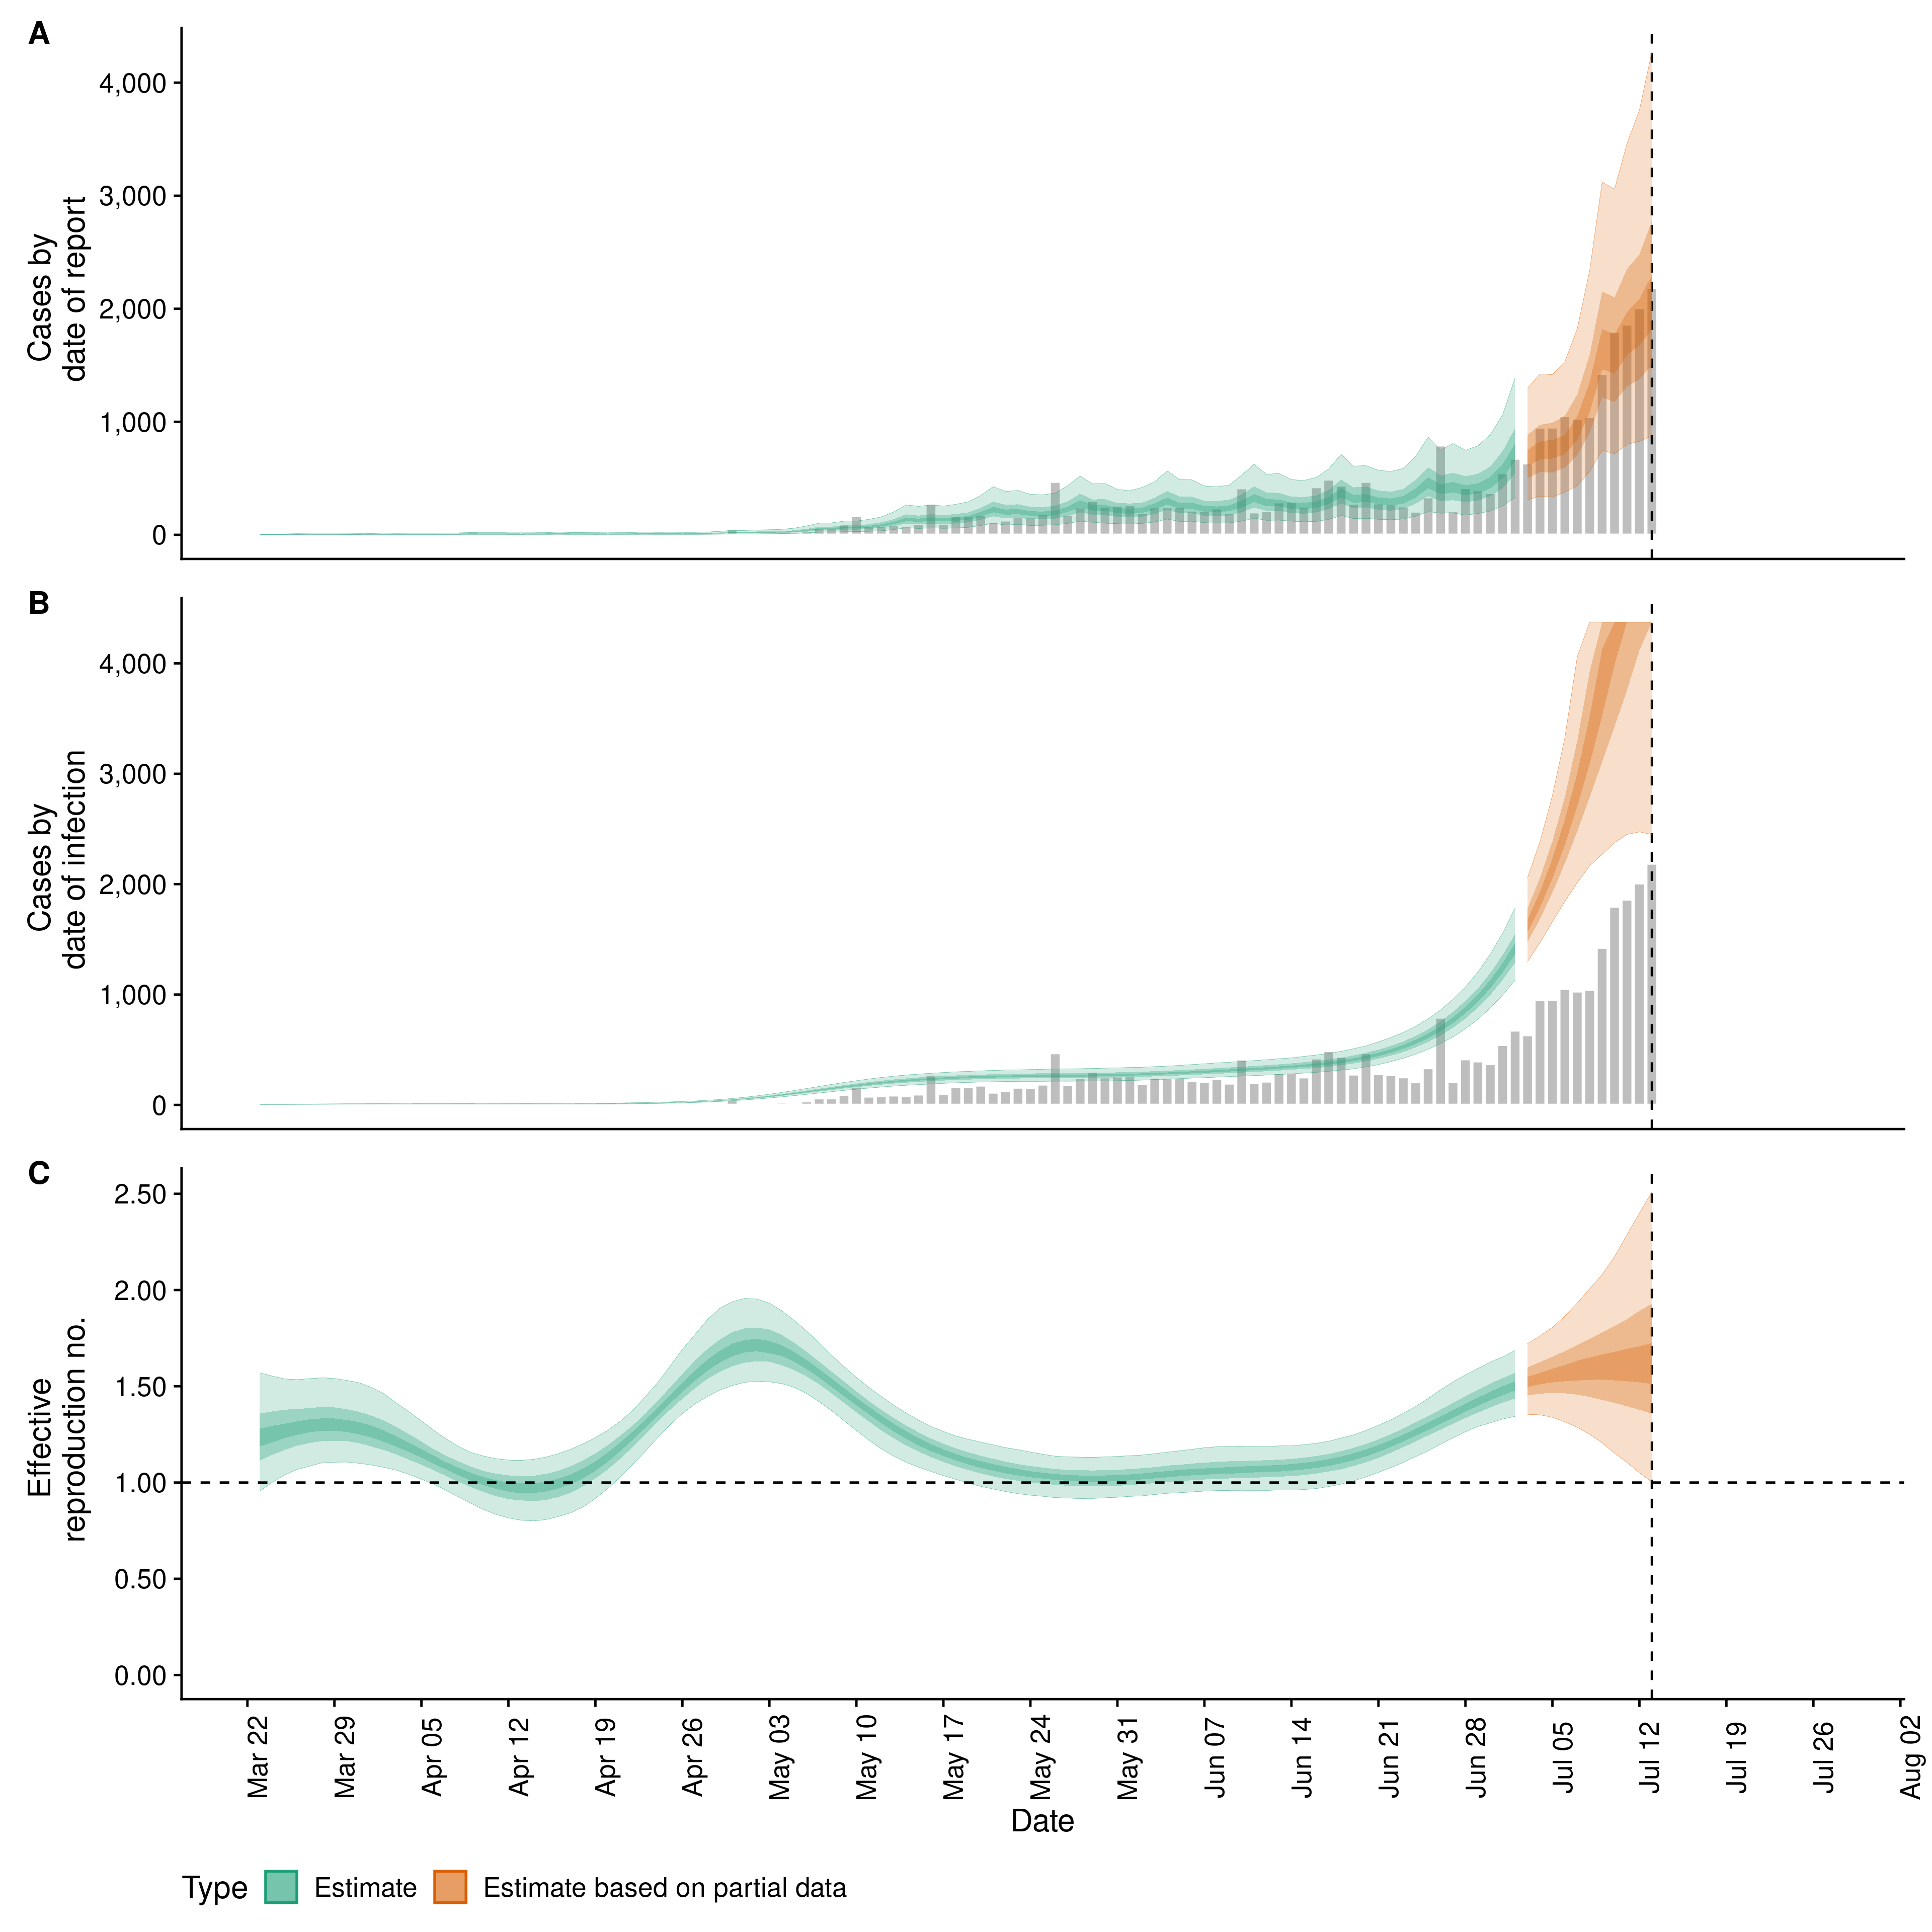 A
4,000
3,000
2,000
1,000
0
Cases by
date of report
B
4,000
3,000
2,000
1,000
0
Cases by
date of infection
C
2.50
2.00
1.50
1.00
0.50
0.00
Effective
reproduction no.
Mar 22
Mar 29
Apr 05
Apr 12
Apr 19
Apr 26
May 03
May 10
May 17
May 24
May 31
Jun 07
Jun 14
Jun 21
Jun 28
Jul 05
Jul 12
Jul 19
Jul 26
Aug 02
Date
Type Estimate Estimate based on partial data